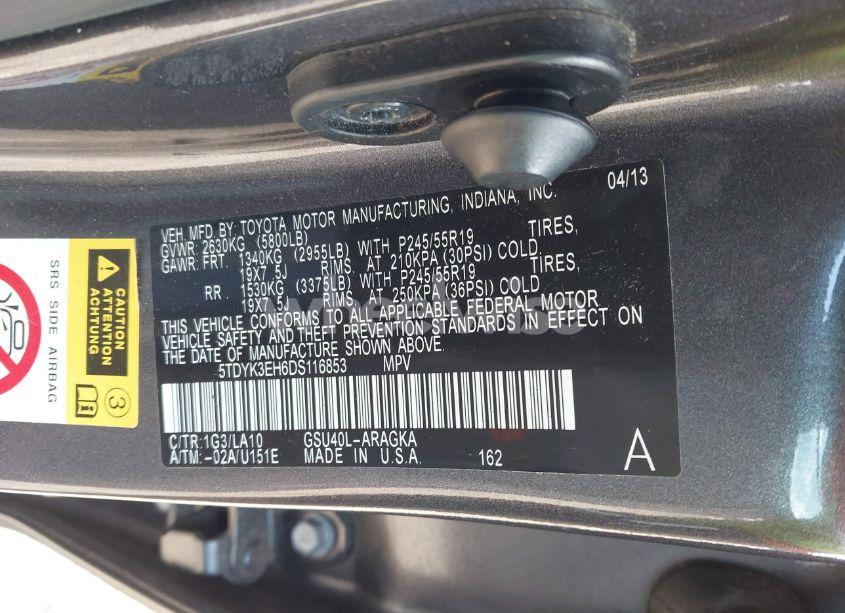 04/13
VEH. MFD. BY: TOYOTA MOTOR MANUFACTURING, INDIANA, INC.
GVWR: 2630KG (5800LB)
GAWR: FRT 1340KG (2955LB) WITH P245/55R19 TIRES,
19X7.5J RIMS, AT 210KPA (30PSI) COLD
RR 1530KG (3375LB) WITH P245/55R19 TIRES,
19X7 RIMS, AT 250KPA (36PSI) COLD
THIS VEHICLE CONFORMS TO ALL APPLICABLE FEDERAL MOTOR
VEHICLE SAFETY AND THEFT PREVENTION STANDARDS IN EFFECT ON
THE DATE OF MANUFACTURE SHOWN ABOVE.
5TDYK3EH6DS116853 MPV
C/TR: 1G3/LA10 GSU40L-ARAGKA
A/TM: -02A/U151E MADE IN U.S.A. 162 A
SRS SIDE AIRBAG
CAUTION
ATTENTION
ACHTUNG
3